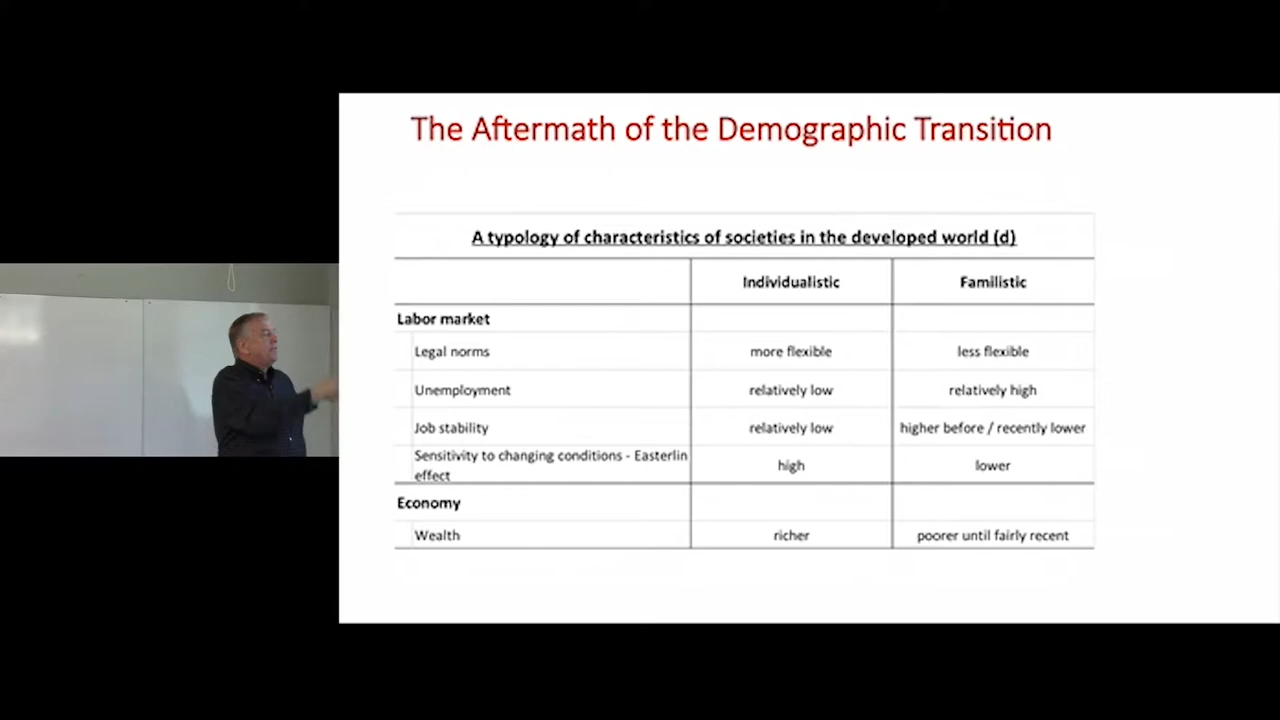 The Aftermath of the Demographic Transition
A typology of characteristics of societies in the developed world (d)
Individualistic Familistic
Labor market
Legal norms more flexible less flexible
Unemployment relatively low relatively high
Job stability relatively low higher before / recently lower
Sensitivity to changing conditions - Easterlin
effect high lower
Economy
Wealth richer poorer until fairly recent